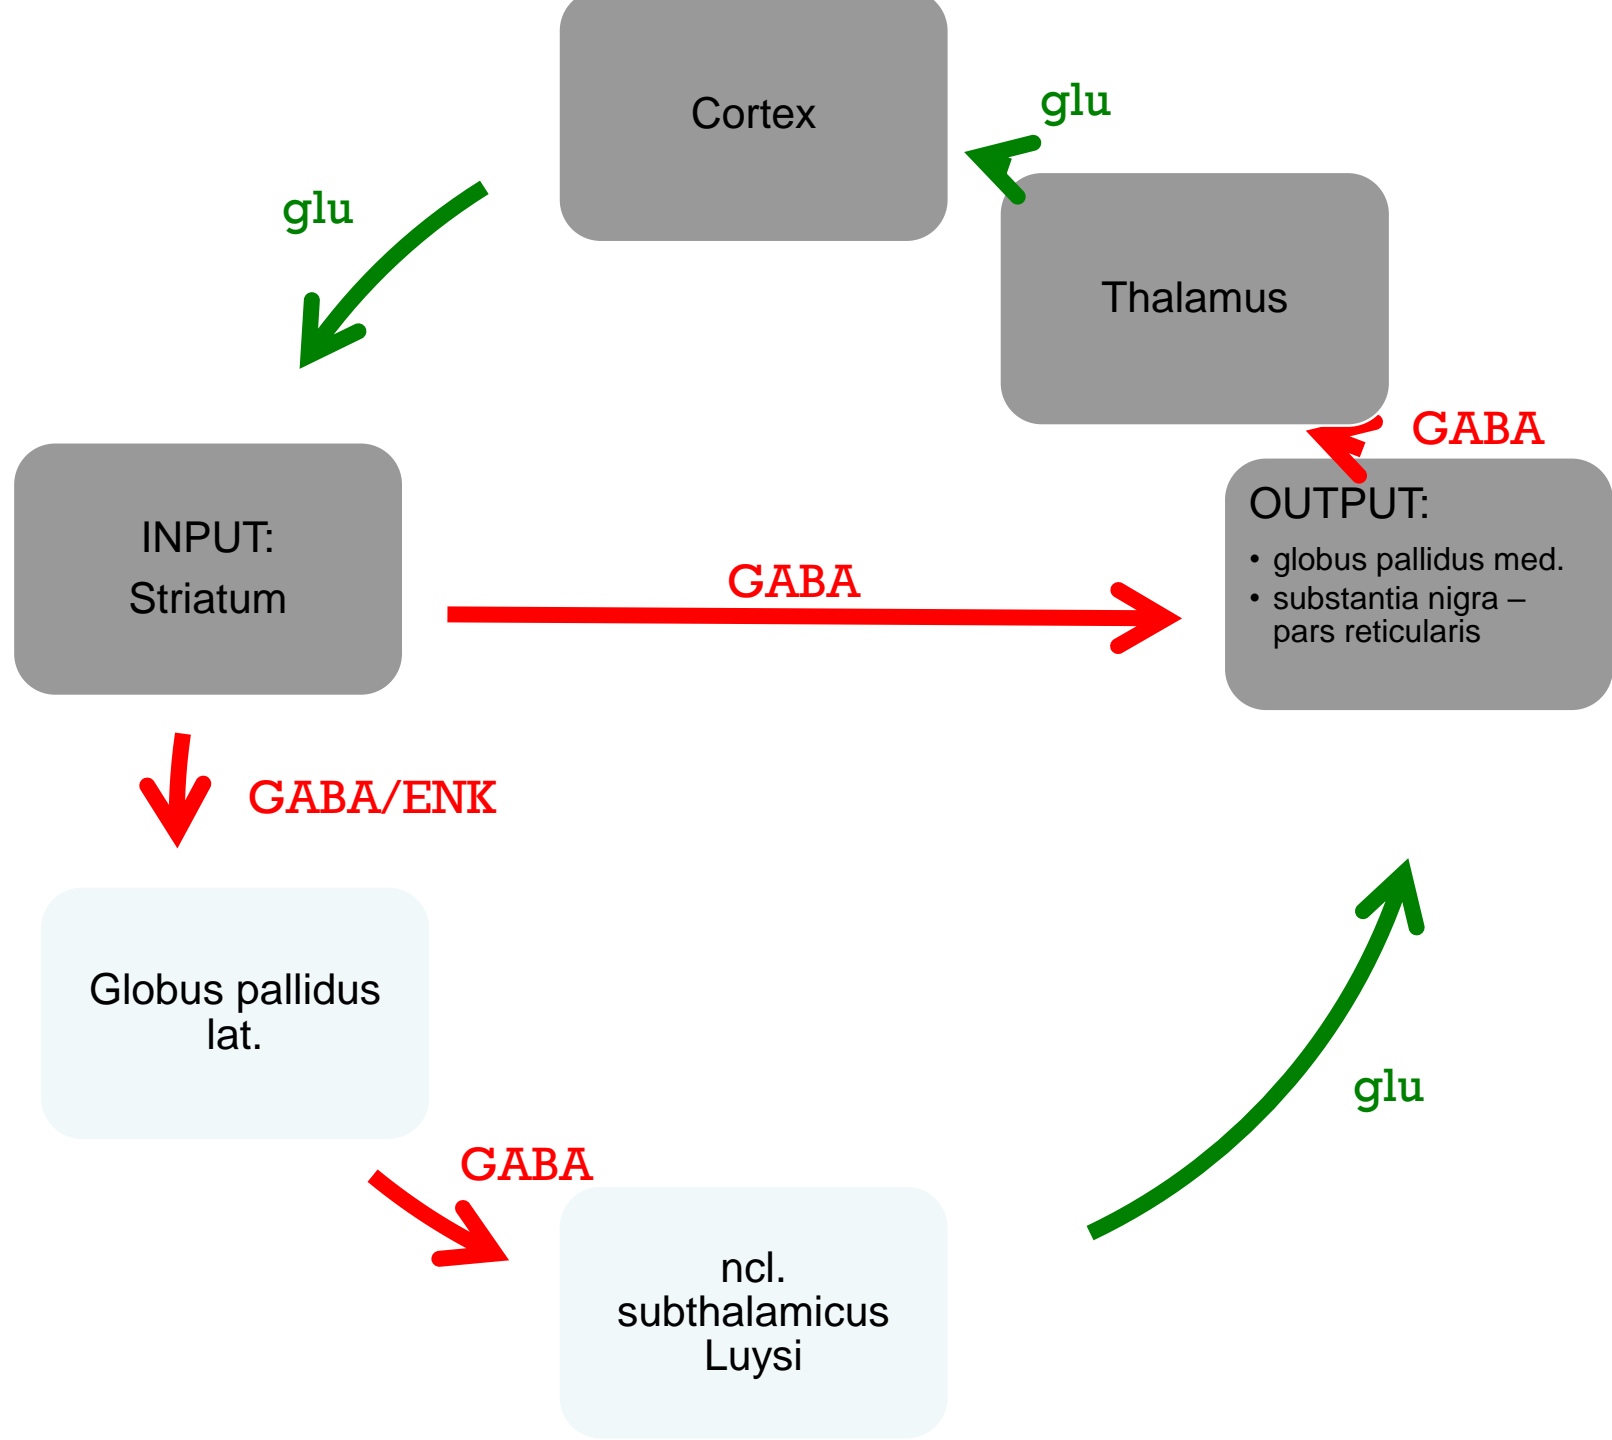 Cortex
glu
glu
Thalamus
GABA
INPUT:
Striatum
GABA
OUTPUT:
• globus pallidus med.
• substantia nigra –
pars reticularis
GABA/ENK
Globus pallidus
lat.
glu
GABA
ncl.
subthalamicus
Luysi